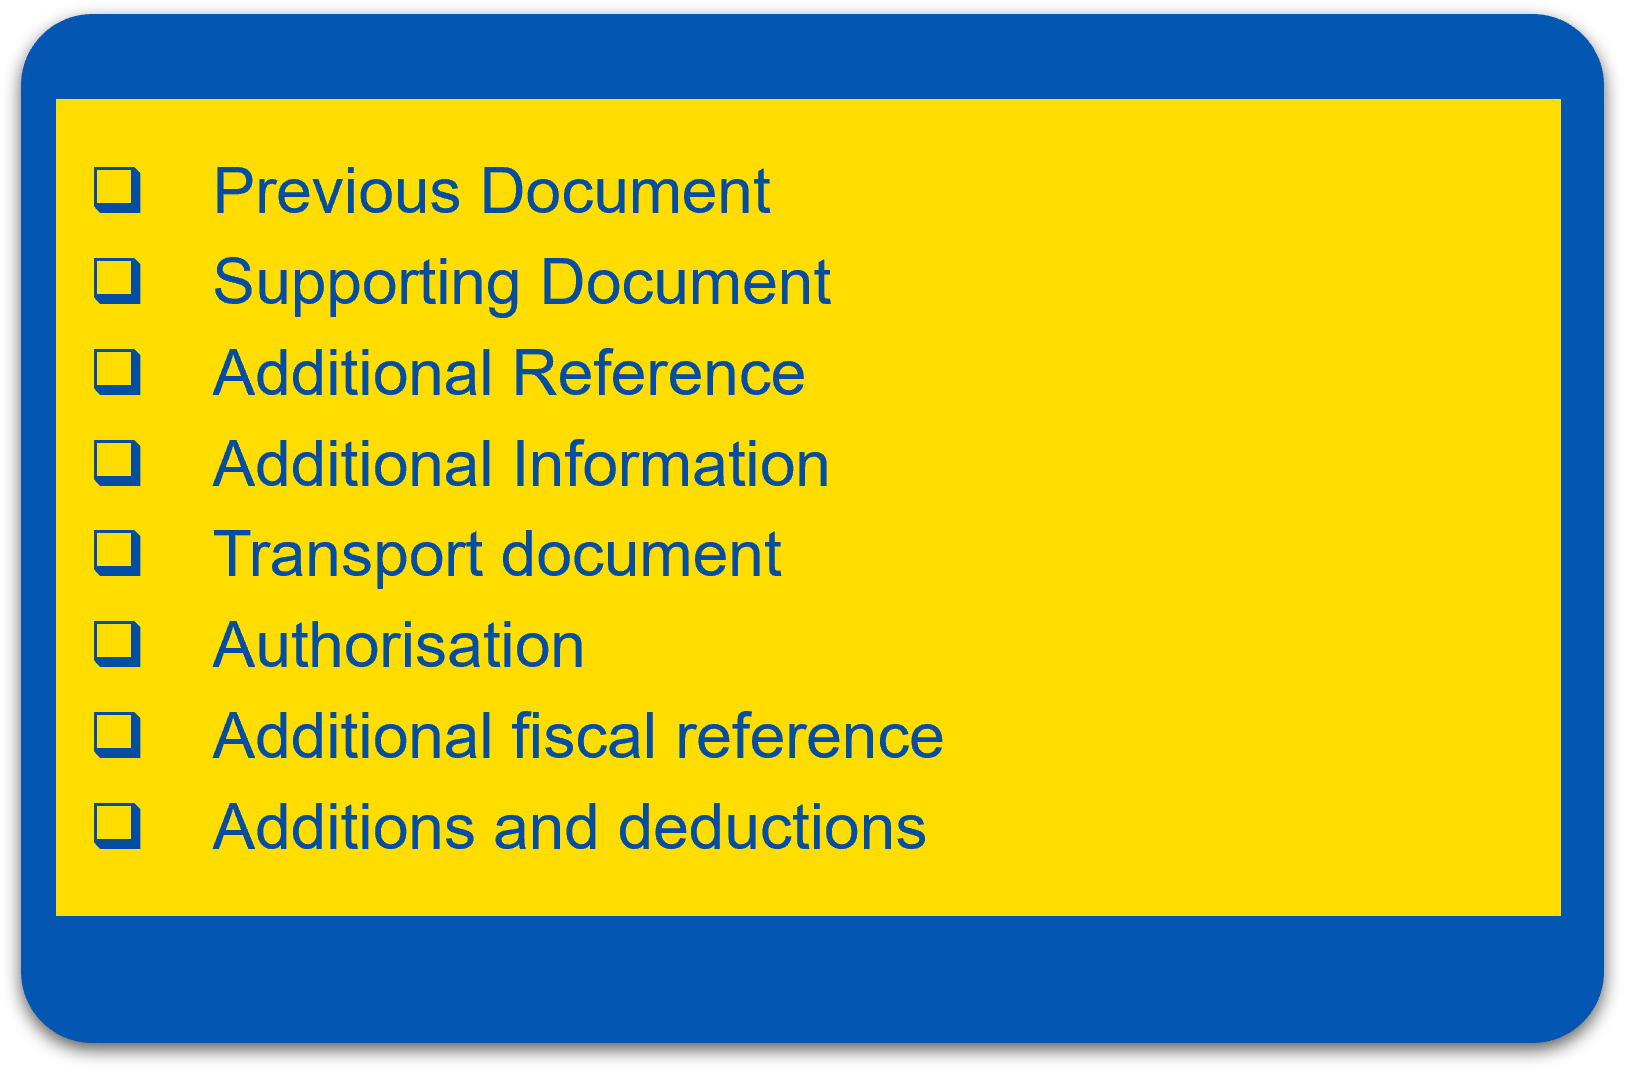 ❑ Previous Document
❑ Supporting Document
❑ Additional Reference
❑ Additional Information
❑ Transport document
❑ Authorisation
❑ Additional fiscal reference
❑ Additions and deductions